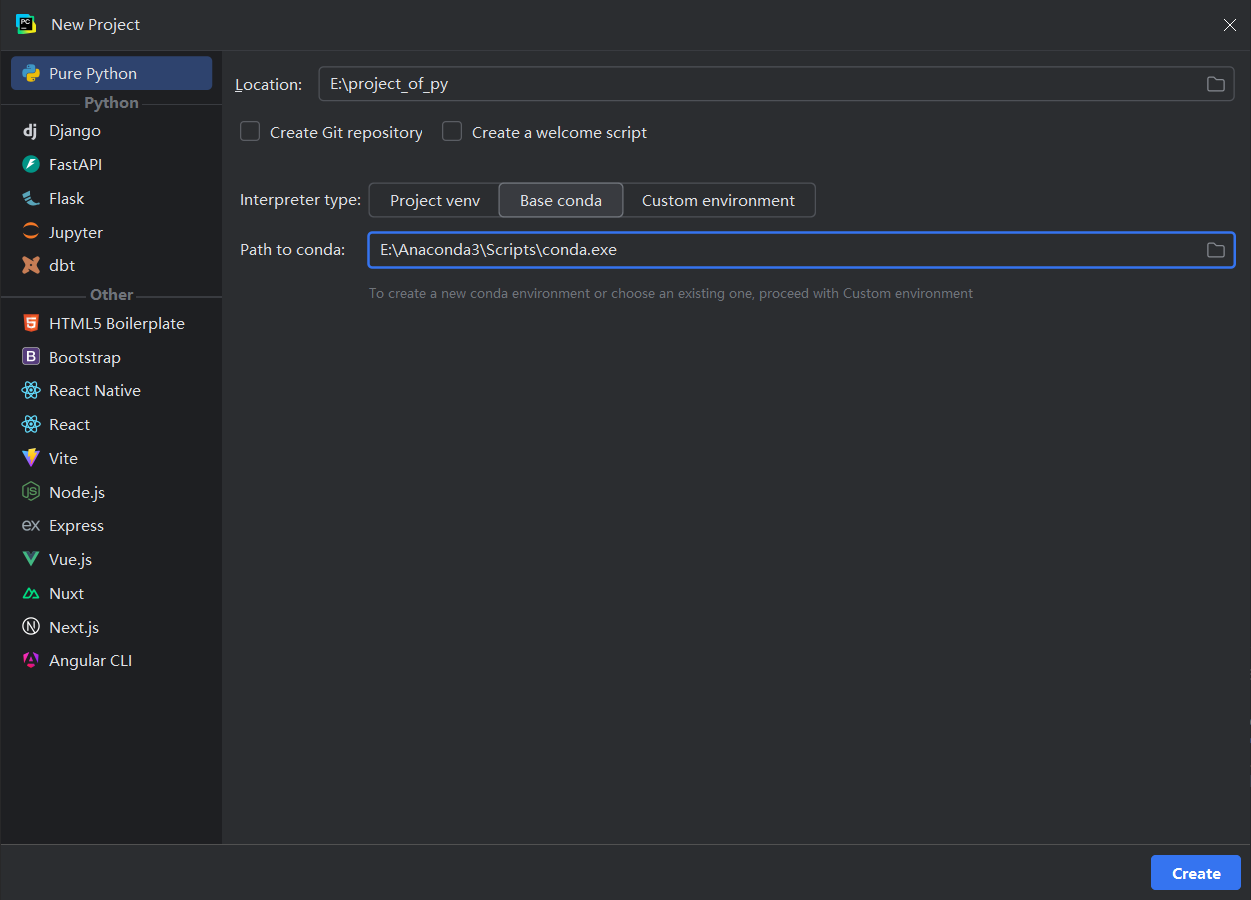 New Project
Pure Python
Python
Django
FastAPI
Flask
Jupyter
dbt
Other
HTML5 Boilerplate
Bootstrap
React Native
React
Vite
Node.js
Express
Vue.js
Nuxt
Next.js
Angular CLI
Location: E:\project_of_py
Create Git repository Create a welcome script
Interpreter type: Project venv Base conda Custom environment
Path to conda: E:\Anaconda3\Scripts\conda.exe
To create a new conda environment or choose an existing one, proceed with Custom environment
Create